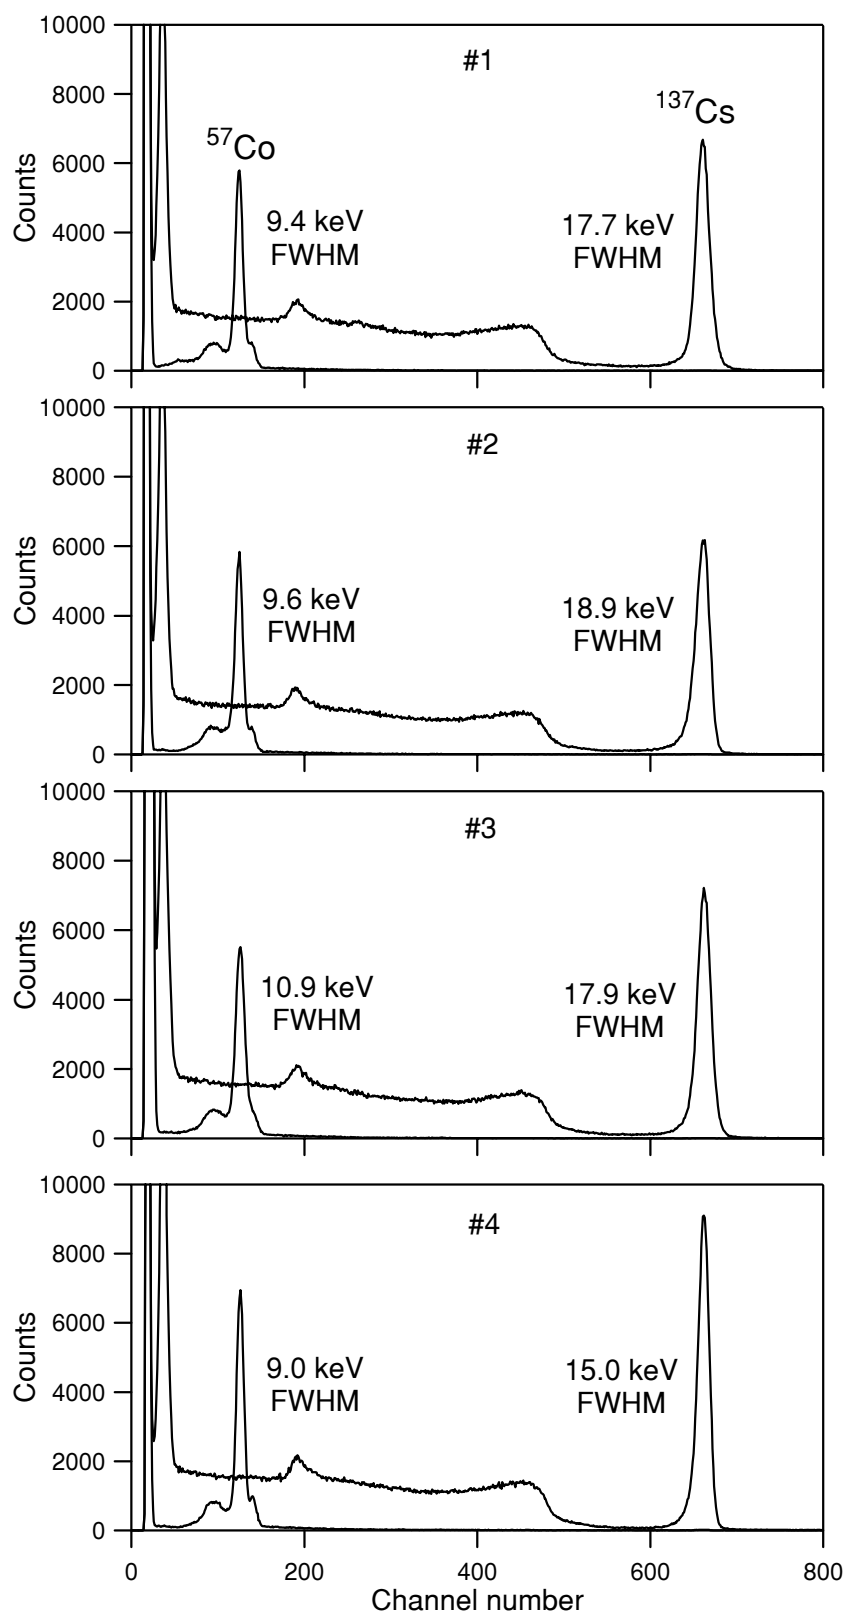 10000
8000
6000
4000
2000
0
Counts
#1
57Co
137Cs
9.4 keV
FWHM
17.7 keV
FWHM
10000
8000
6000
4000
2000
0
Counts
#2
9.6 keV
FWHM
18.9 keV
FWHM
10000
8000
6000
4000
2000
0
Counts
#3
10.9 keV
FWHM
17.9 keV
FWHM
10000
8000
6000
4000
2000
0
Counts
#4
9.0 keV
FWHM
15.0 keV
FWHM
0 200 400 600 800
Channel number